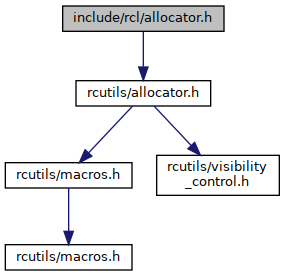 include/rcl/allocator.h
rcutils/allocator.h
rcutils/macros.h
rcutils/visibility
_control.h
rcutils/macros.h